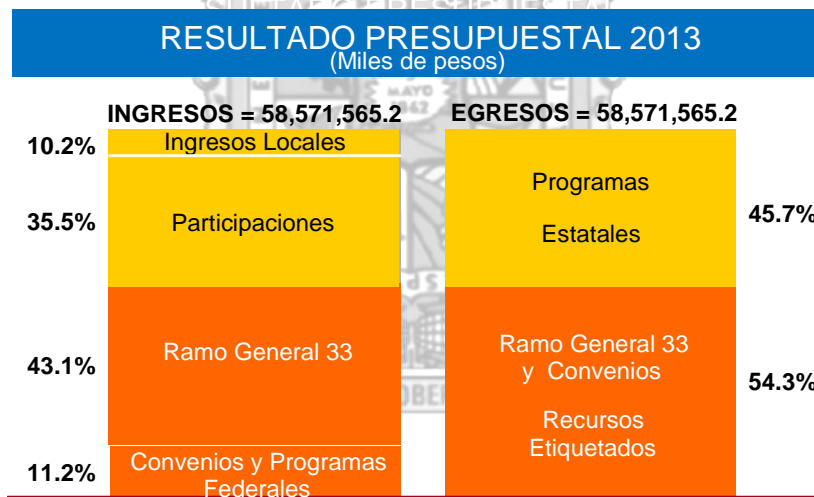 RESULTADO PRESUPUESTAL 2013
(Miles de pesos)
INGRESOS = 58,571,565.2
EGRESOS = 58,571,565.2
10.2%
Ingresos Locales
35.5%
Participaciones
43.1%
Ramo General 33
11.2%
Convenios y Programas
Federales
Programas
Estatales
45.7%
Ramo General 33
y Convenios
Recursos
Etiquetados
54.3%
MAYO